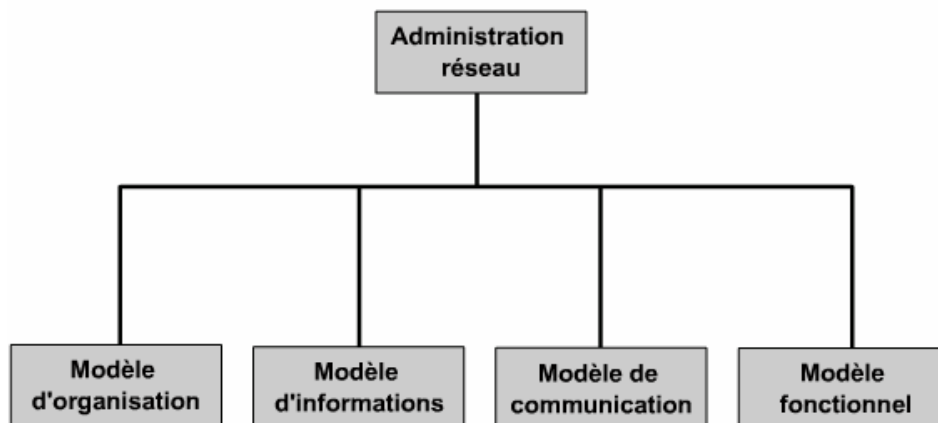 Administration
réseau
Modèle
d'organisation
Modèle
d'informations
Modèle de
communication
Modèle
fonctionnel